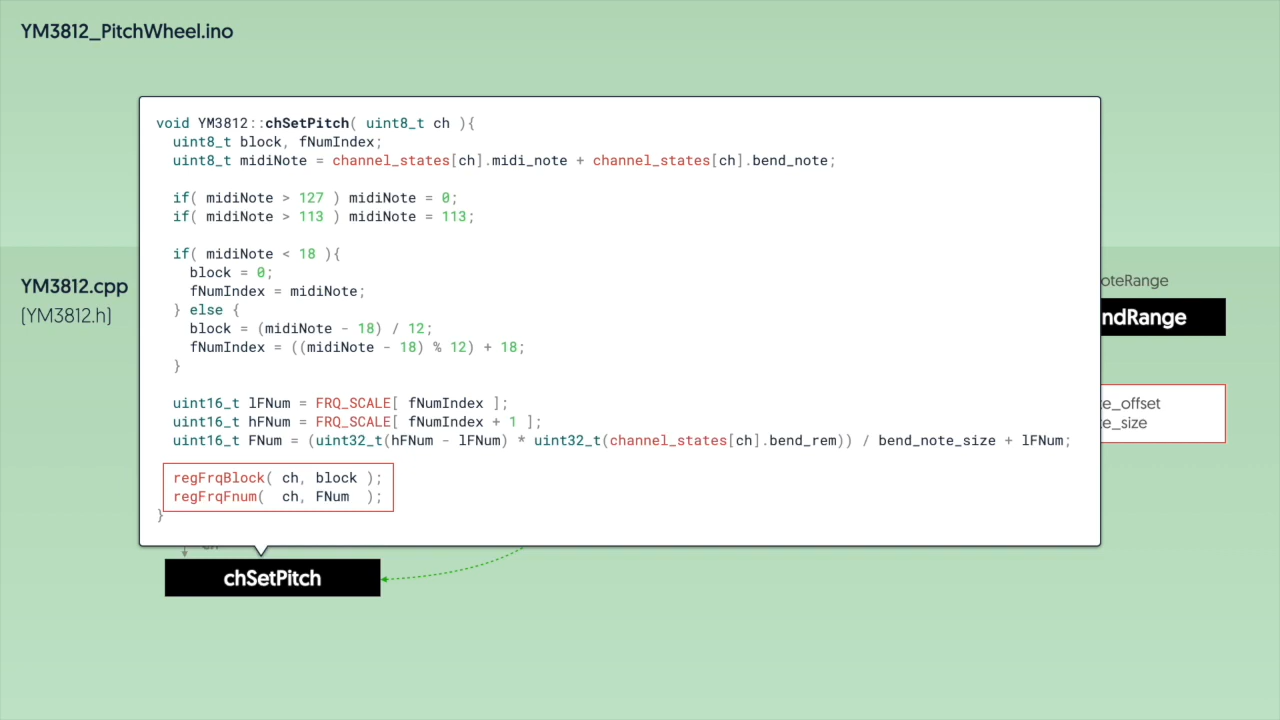 YM3812_PitchWheel.ino
void YM3812::chSetPitch( uint8_t ch ){
uint8_t block, fNumIndex;
uint8_t midiNote = channel_states[ch].midi_note + channel_states[ch].bend_note;
if( midiNote > 127 ) midiNote = 0;
if( midiNote > 113 ) midiNote = 113;
if( midiNote < 18 ){
block = 0;
fNumIndex = midiNote;
} else {
block = (midiNote - 18) / 12;
fNumIndex = ((midiNote - 18) % 12) + 18;
}
uint16_t lFNum = FRQ_SCALE[ fNumIndex ];
uint16_t hFNum = FRQ_SCALE[ fNumIndex + 1 ];
uint16_t FNum = (uint32_t(hFNum - lFNum) * uint32_t(channel_states[ch].bend_rem)) / bend_note_size + lFNum;
regFrqBlock( ch, block );
regFrqFnum(  ch, FNum  );
}
YM3812.cpp
(YM3812.h)
oteRange
ndRange
e_offset
e_size
chSetPitch